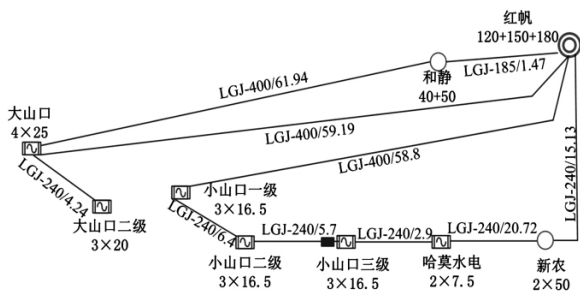 红帆
120+150+180
LGJ-185/1.47
和静
40+50
LGJ-400/61.94
大山口
4×25
LGJ-400/59.19
LGJ-400/58.8
LGJ-240/15.13
LGJ-240/4.24
大山口二级
3×20
小山口一级
3×16.5
LGJ-240/6.4
LGJ-240/5.7
LGJ-240/2.9
LGJ-240/20.72
小山口二级
3×16.5
小山口三级
3×16.5
哈莫水电
2×7.5
新农
2×50